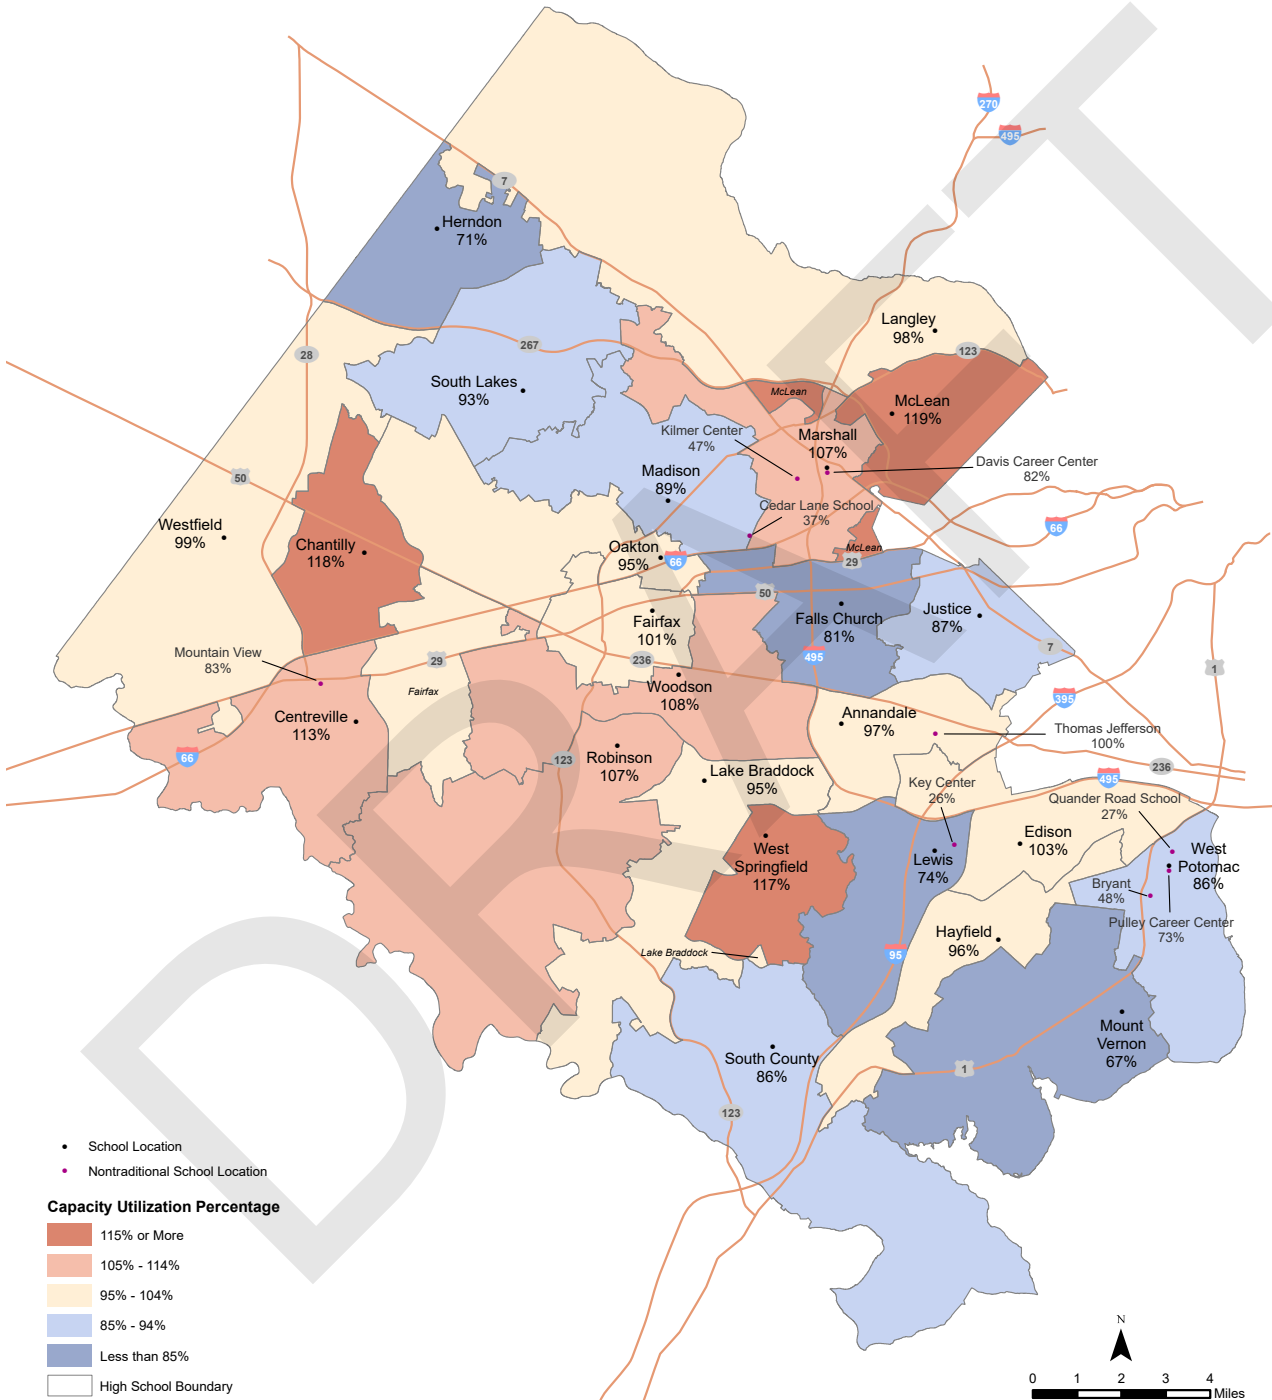 270
495
7
Herndon
71%
Langley
98%
123
28
267
South Lakes
93%
McLean
McLean
119%
Kilmer Center
47%
Marshall
107%
Davis Career Center
82%
50
Madison
89%
Cedar Lane School
37%
66
Westfield
99%
Chantilly
118%
Oakton
95%
66
McLean
29
50
Fairfax
101%
Falls Church
81%
Justice
87%
Mountain View
83%
29
236
495
7
1
Fairfax
Woodson
108%
395
Centreville
113%
Annandale
97%
Thomas Jefferson
100%
66
123
Robinson
107%
Lake Braddock
95%
Key Center
26%
495
236
Quander Road School
27%
West
Springfield
117%
Lewis
74%
Edison
103%
West
Potomac
86%
Bryant
48%
Pulley Career Center
73%
Hayfield
96%
Lake Braddock
95
Mount
Vernon
67%
South County
86%
1
123
School Location
Nontraditional School Location
Capacity Utilization Percentage
115% or More
105% - 114%
95% - 104%
85% - 94%
Less than 85%
High School Boundary
N
0 1 2 3 4
Miles
DRAFT